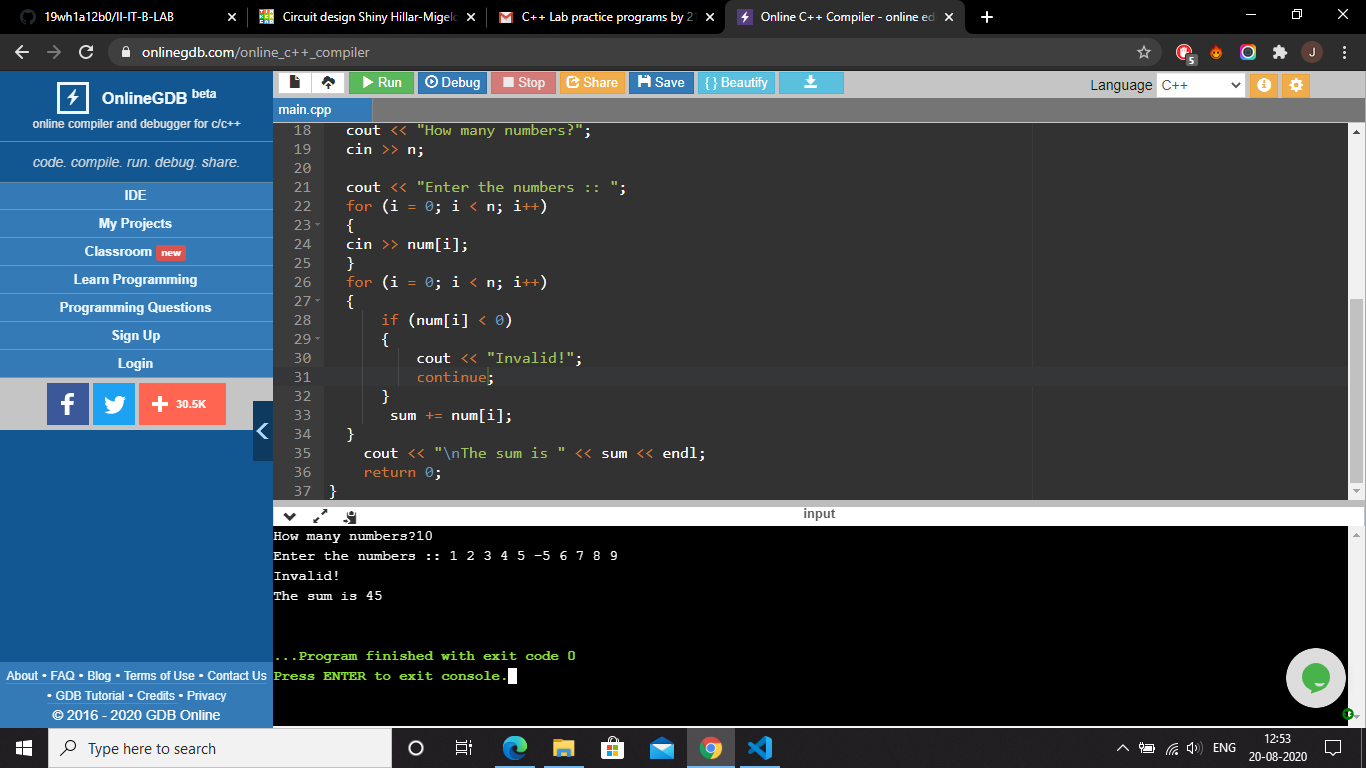 19wh1a12b0/II-IT-B-LAB
Circuit design Shiny Hillar-Migelo
C++ Lab practice programs by 21
Online C++ Compiler - online ed
onlinegdb.com/online_c++_compiler
5
J
OnlineGDB beta
online compiler and debugger for c/c++
code. compile. run. debug. share.
IDE
My Projects
Classroom new
Learn Programming
Programming Questions
Sign Up
Login
30.5K
About • FAQ • Blog • Terms of Use • Contact Us
• GDB Tutorial • Credits • Privacy
© 2016 - 2020 GDB Online
Run Debug Stop Share Save { } Beautify
Language C++
main.cpp
18 cout << "How many numbers?";
19 cin >> n;
20
21 cout << "Enter the numbers :: ";
22 for (i = 0; i < n; i++)
23 {
24 cin >> num[i];
25 }
26 for (i = 0; i < n; i++)
27 {
28 if (num[i] < 0)
29 {
30 cout << "Invalid!";
31 continue;
32 }
33 sum += num[i];
34 }
35 cout << "\nThe sum is " << sum << endl;
36 return 0;
37 }
input
How many numbers?10
Enter the numbers :: 1 2 3 4 5 -5 6 7 8 9
Invalid!
The sum is 45
...Program finished with exit code 0
Press ENTER to exit console.
Type here to search
ENG
12:53
20-08-2020